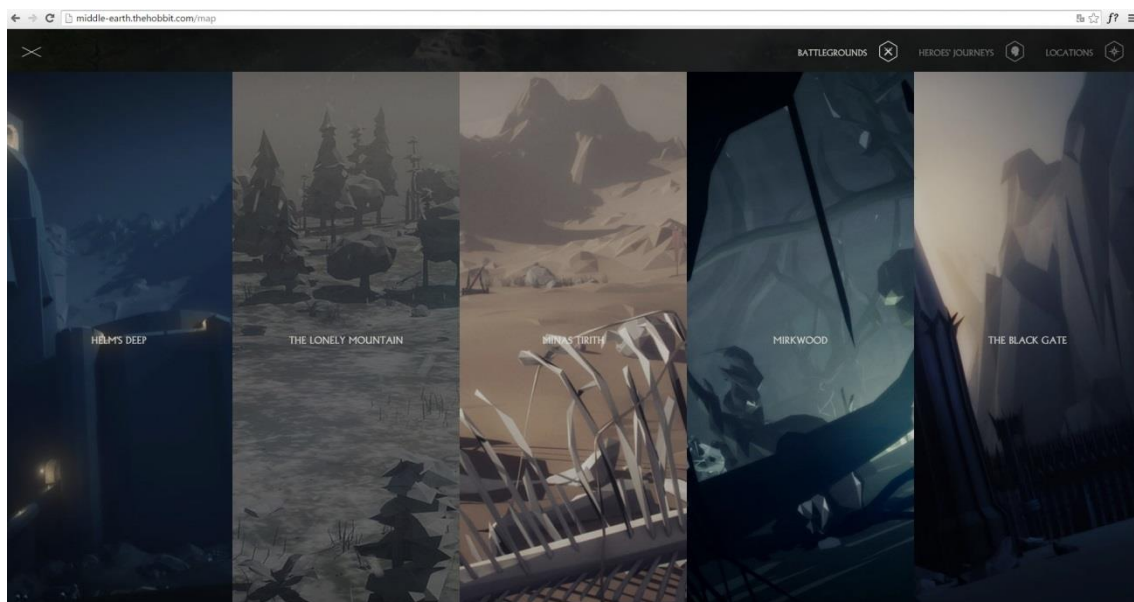 middle-earth.thehobbit.com/map
f?
BATTLEGROUNDS
HEROES' JOURNEYS
LOCATIONS
HELM'S DEEP
THE LONELY MOUNTAIN
MINAS TIRITH
MIRKWOOD
THE BLACK GATE